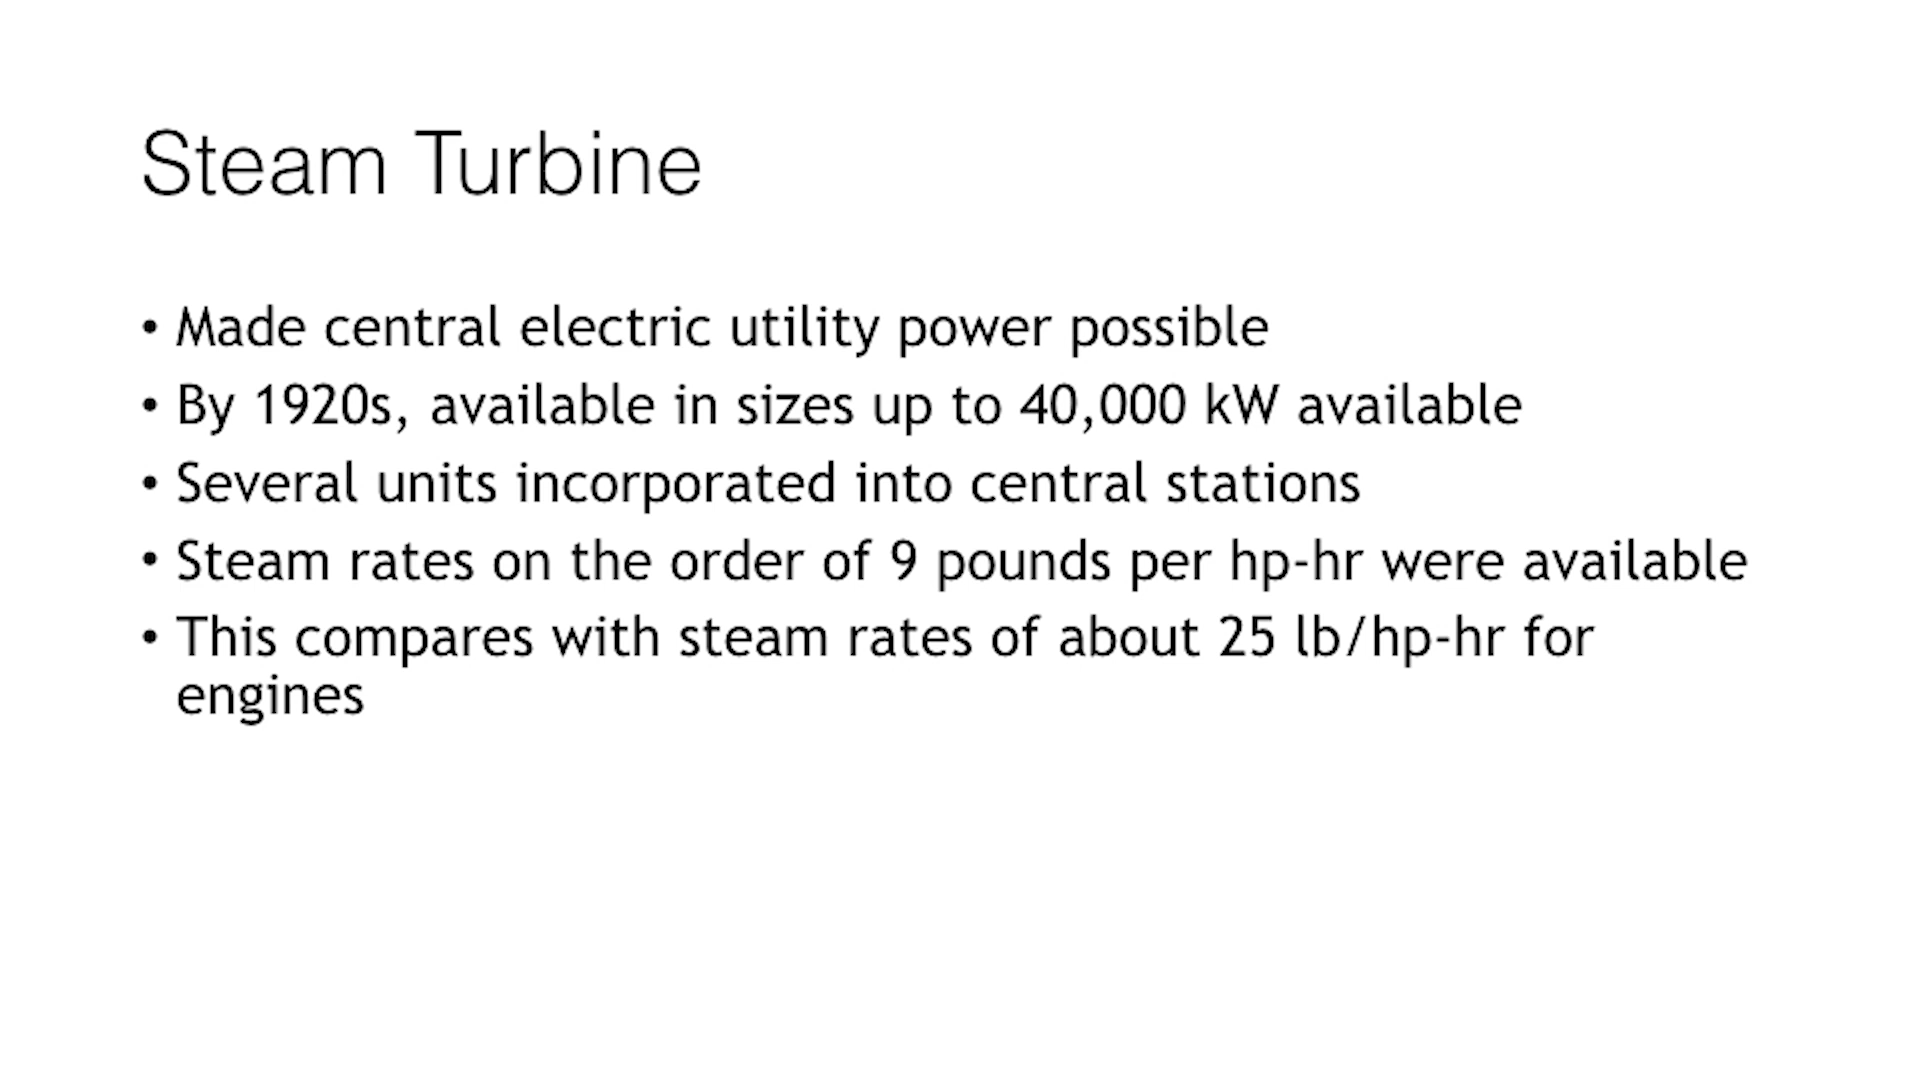 Steam Turbine
• Made central electric utility power possible
• By 1920s, available in sizes up to 40,000 kW available
• Several units incorporated into central stations
• Steam rates on the order of 9 pounds per hp-hr were available
• This compares with steam rates of about 25 lb/hp-hr for
engines